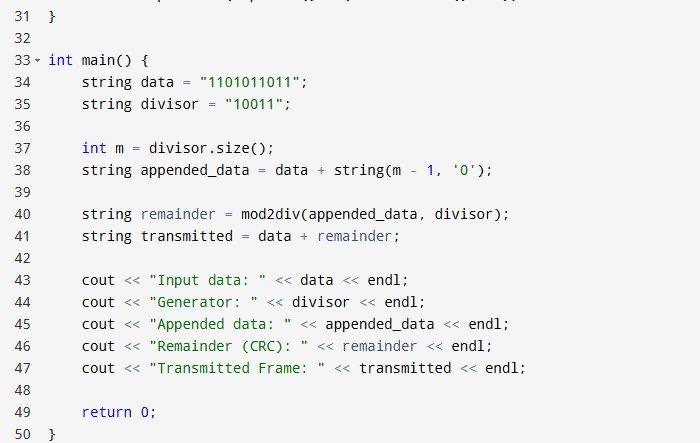 31 }
32
33 int main() {
34     string data = "1101011011";
35     string divisor = "10011";
36
37     int m = divisor.size();
38     string appended_data = data + string(m - 1, '0');
39
40     string remainder = mod2div(appended_data, divisor);
41     string transmitted = data + remainder;
42
43     cout << "Input data: " << data << endl;
44     cout << "Generator: " << divisor << endl;
45     cout << "Appended data: " << appended_data << endl;
46     cout << "Remainder (CRC): " << remainder << endl;
47     cout << "Transmitted Frame: " << transmitted << endl;
48
49     return 0;
50 }